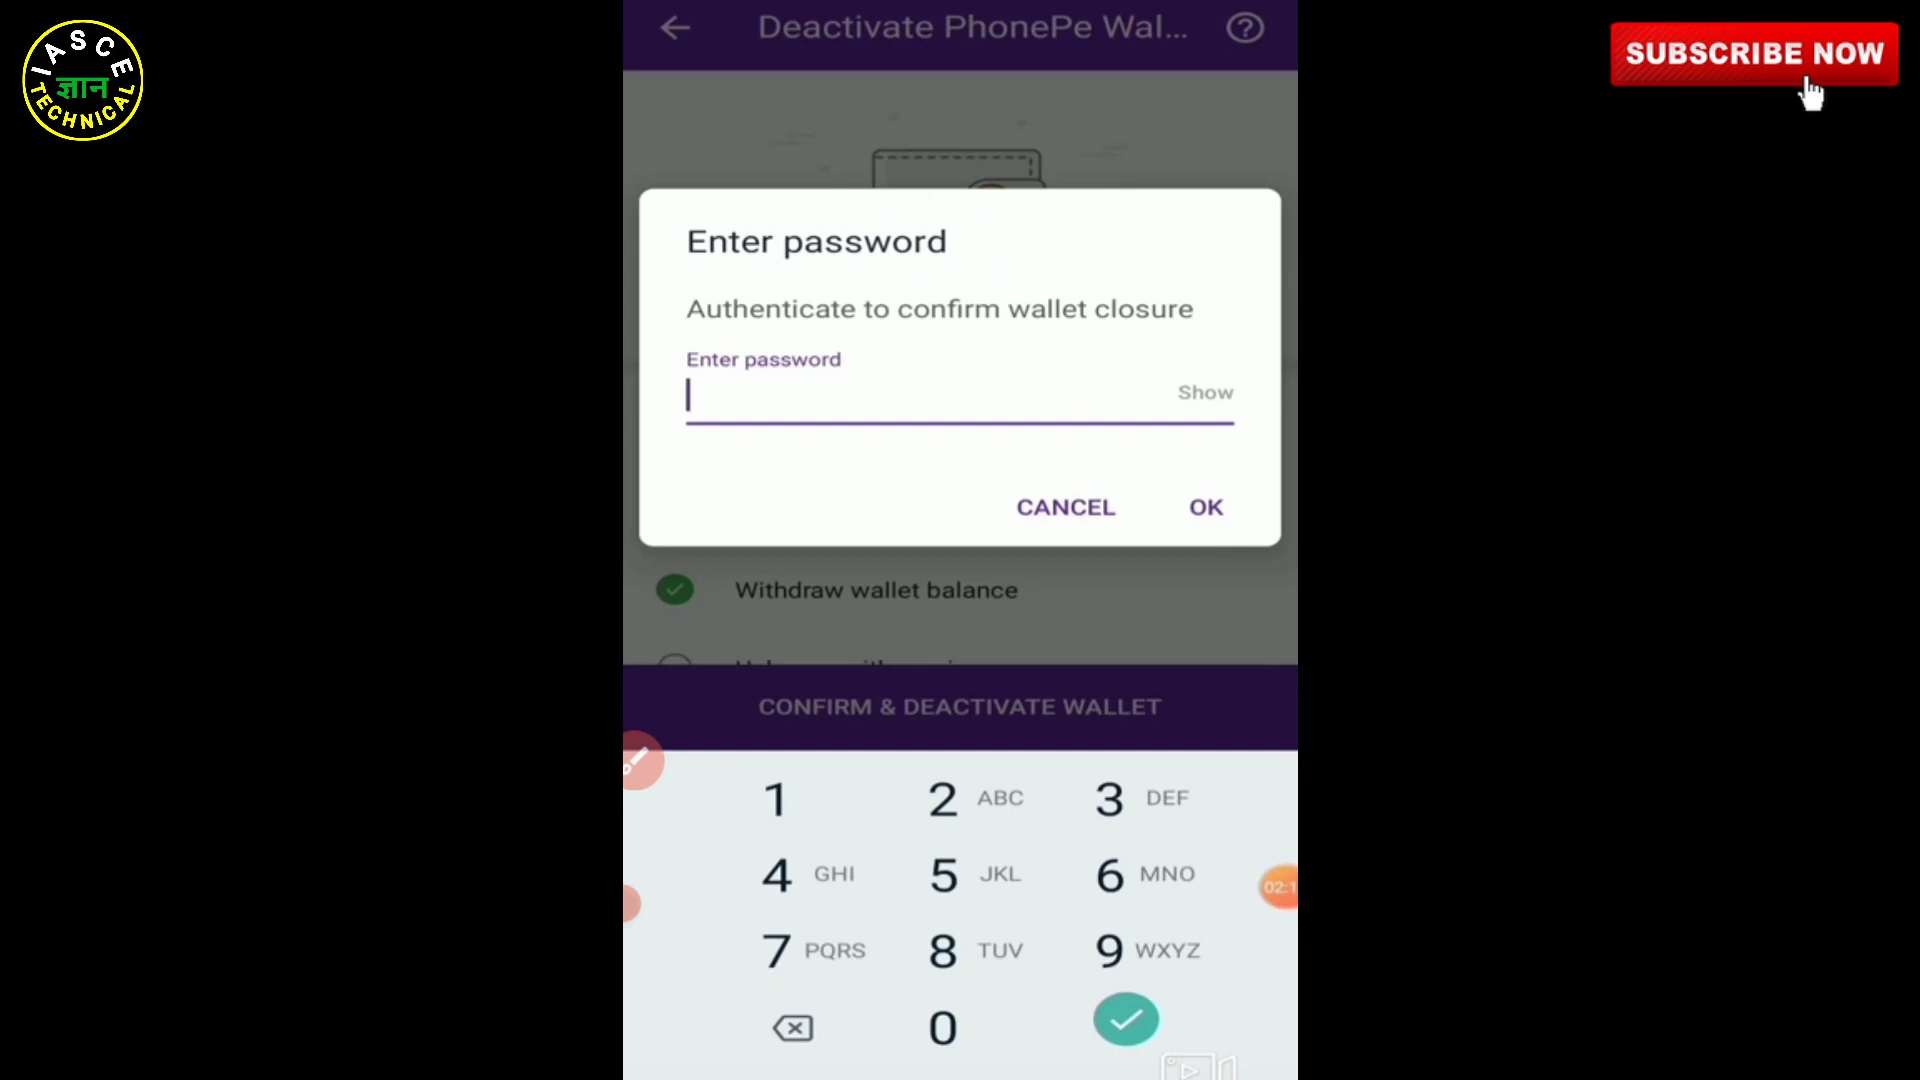 IASCE
ज्ञान
TECHNICAL
SUBSCRIBE NOW
Deactivate PhonePe Wal...
Enter password
Authenticate to confirm wallet closure
Enter password
Show
CANCEL OK
Withdraw wallet balance
CONFIRM & DEACTIVATE WALLET
1 2 ABC 3 DEF
4 GHI 5 JKL 6 MNO
02:1
7 PQRS 8 TUV 9 WXYZ
0